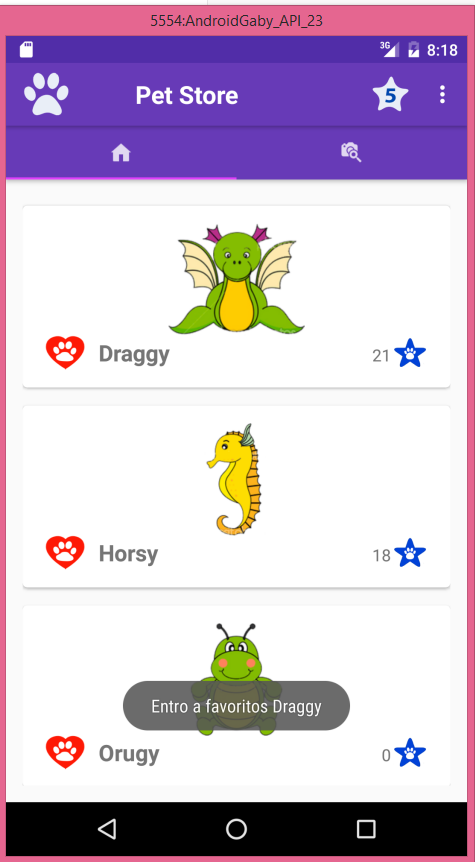 5554:AndroidGaby_API_23
3G 8:18
Pet Store 5
Draggy 21
Horsy 18
Entro a favoritos Draggy
Orugy 0